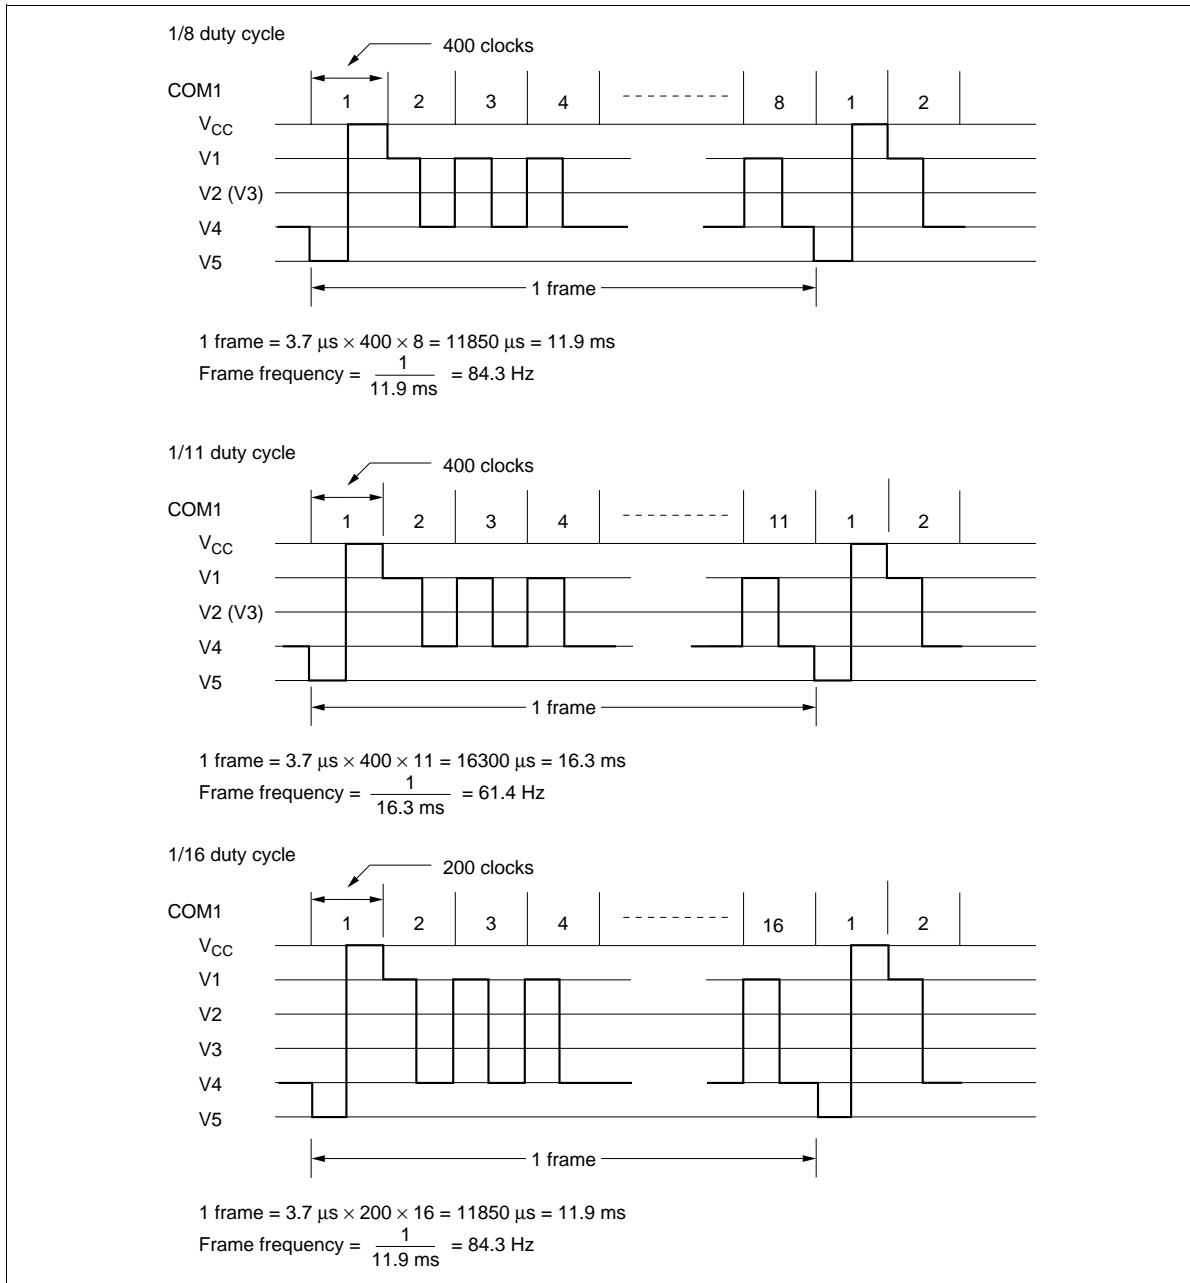 1/8 duty cycle
400 clocks
COM1
1 2 3 4 8 1 2
VCC
V1
V2 (V3)
V4
V5
1 frame
1 frame = 3.7 μs × 400 × 8 = 11850 μs = 11.9 ms
Frame frequency = 1 / 11.9 ms = 84.3 Hz
1/11 duty cycle
400 clocks
COM1
1 2 3 4 11 1 2
VCC
V1
V2 (V3)
V4
V5
1 frame
1 frame = 3.7 μs × 400 × 11 = 16300 μs = 16.3 ms
Frame frequency = 1 / 16.3 ms = 61.4 Hz
1/16 duty cycle
200 clocks
COM1
1 2 3 4 16 1 2
VCC
V1
V2
V3
V4
V5
1 frame
1 frame = 3.7 μs × 200 × 16 = 11850 μs = 11.9 ms
Frame frequency = 1 / 11.9 ms = 84.3 Hz